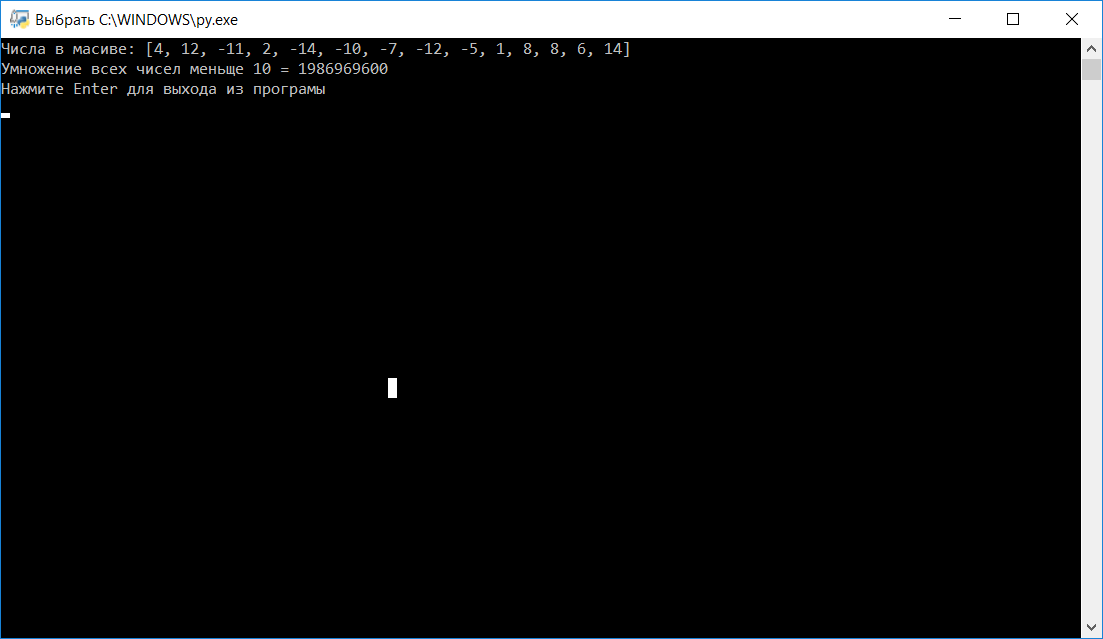 Выбрать C:\WINDOWS\py.exe
Числа в масиве: [4, 12, -11, 2, -14, -10, -7, -12, -5, 1, 8, 8, 6, 14]
Умножение всех чисел меньще 10 = 1986969600
Нажмите Enter для выхода из програмы